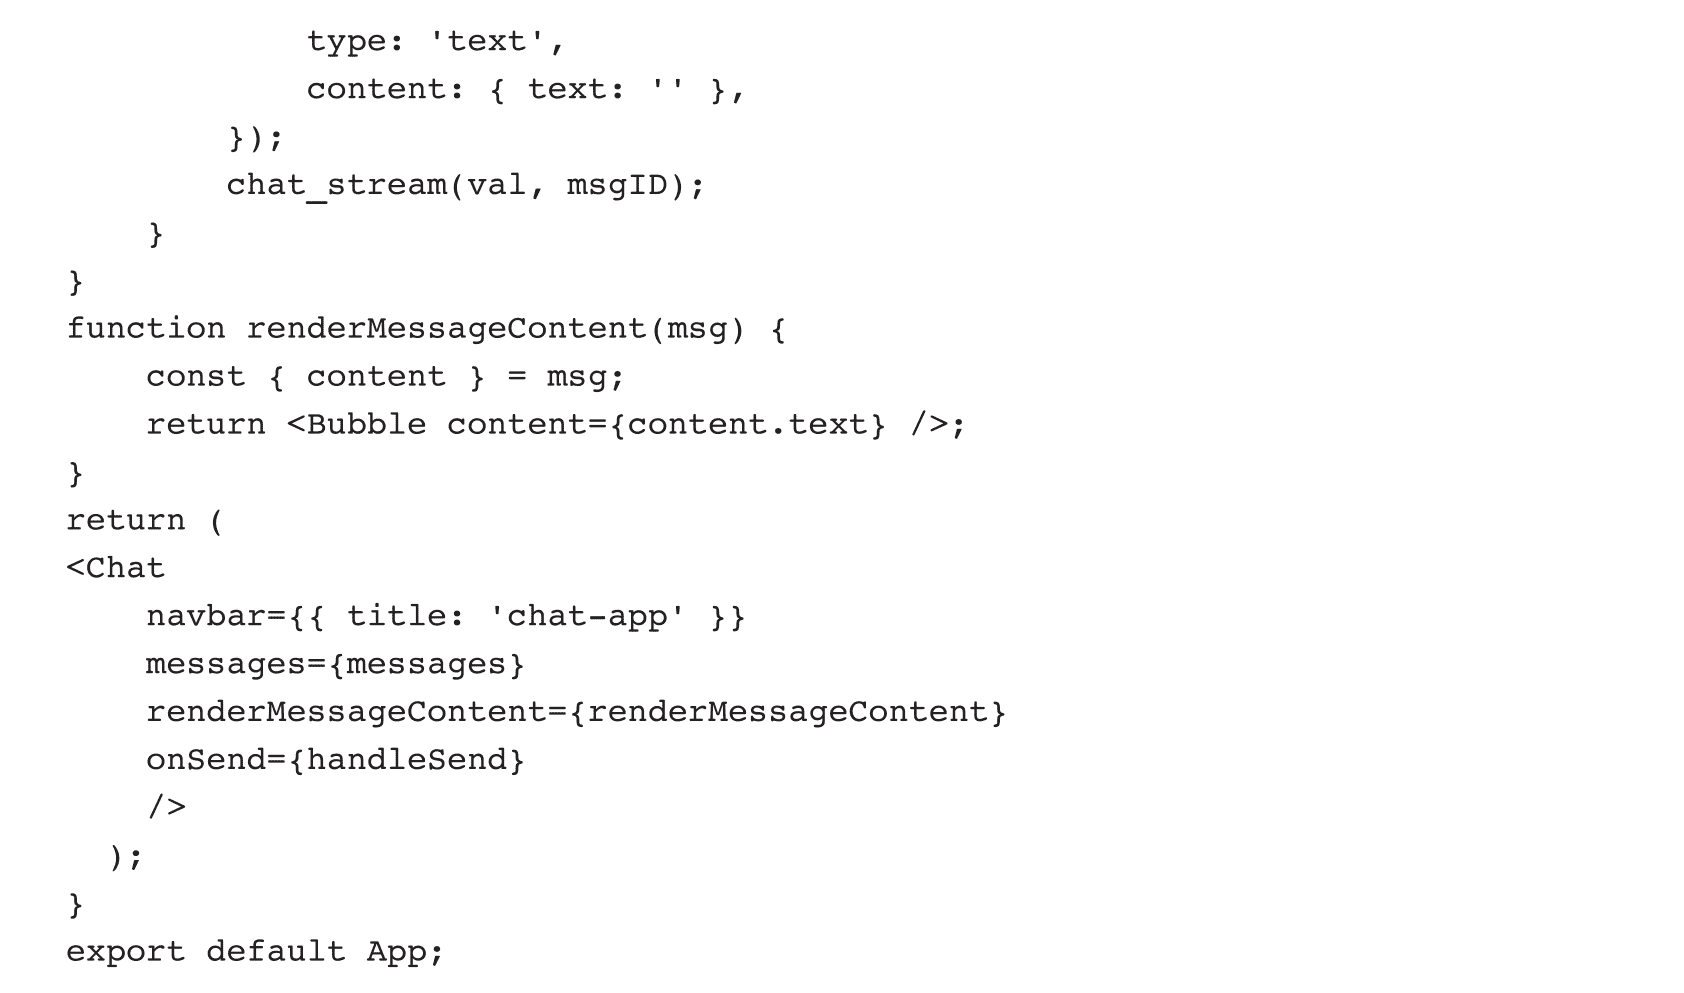 type: 'text',
            content: { text: '' },
        });
        chat_stream(val, msgID);
    }
}
function renderMessageContent(msg) {
    const { content } = msg;
    return <Bubble content={content.text} />;
}
return (
<Chat
    navbar={{ title: 'chat-app' }}
    messages={messages}
    renderMessageContent={renderMessageContent}
    onSend={handleSend}
    />
  );
}
export default App;